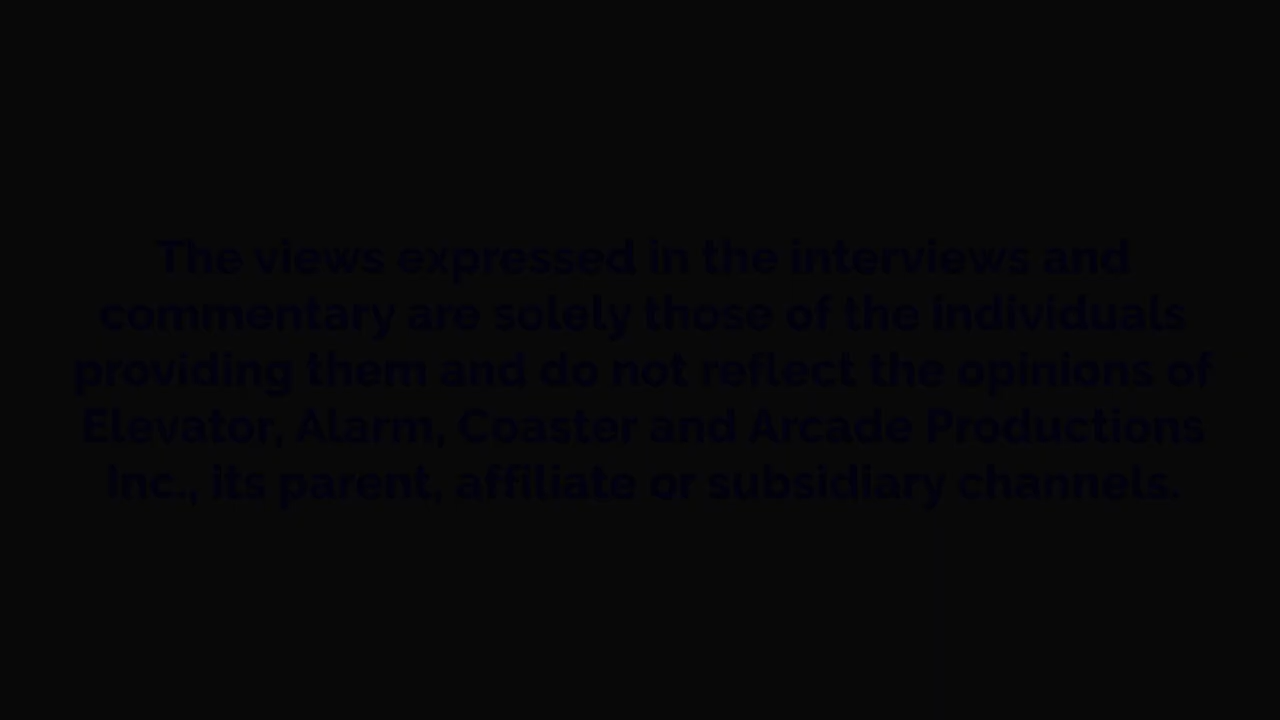 The views expressed in the interviews and
commentary are solely those of the individuals
providing them and do not reflect the opinions of
Elevator, Alarm, Coaster and Arcade Productions
Inc., its parent, affiliate or subsidiary channels.